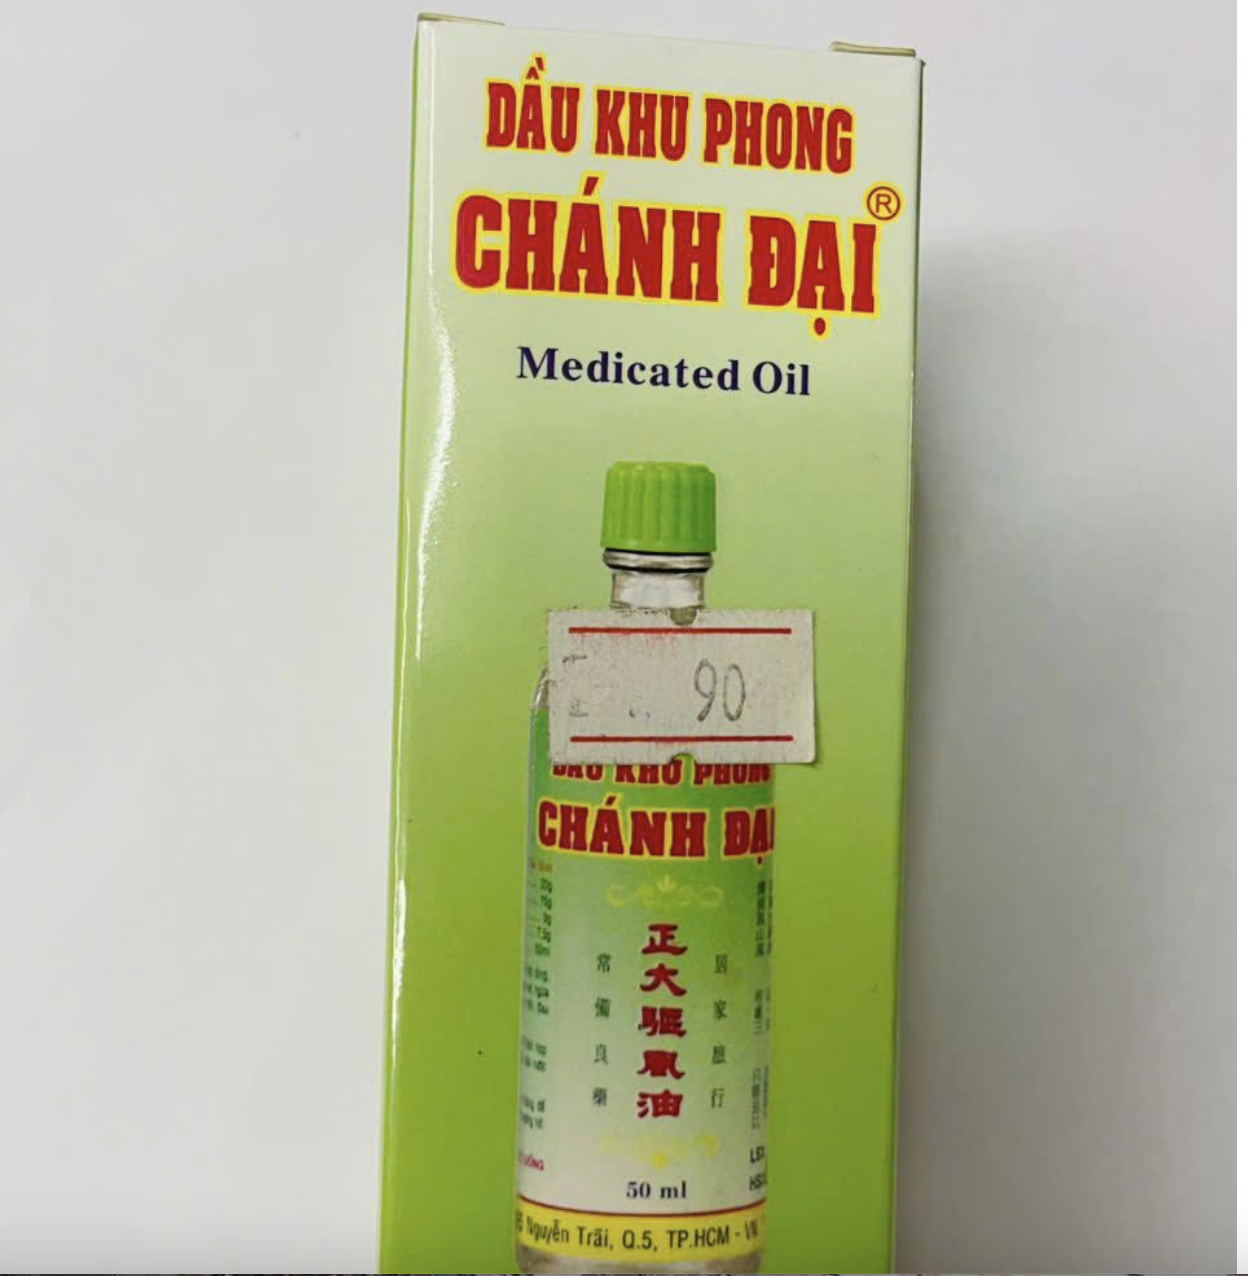 DẦU KHU PHONG
CHÁNH ĐẠI®
Medicated Oil
90
DẦU KHU PHONG
CHÁNH ĐẠI
正大驅風油
居家旅行
常備良藥
50 ml
Nguyễn Trãi, Q.5, TP.HCM - VN